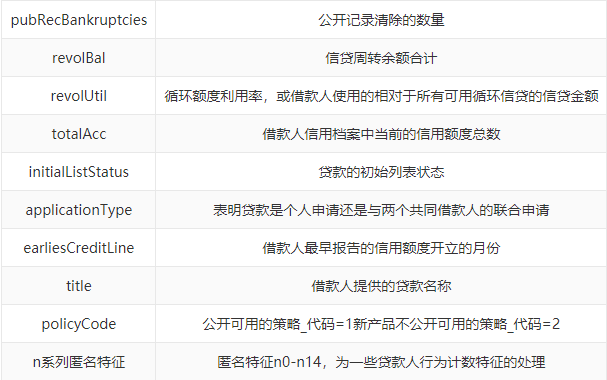 pubRecBankruptcies 公开记录清除的数量
revolBal 信贷周转余额合计
revolUtil 循环额度利用率，或借款人使用的相对于所有可用循环信贷的信贷金额
totalAcc 借款人信用档案中当前的信用额度总数
initialListStatus 贷款的初始列表状态
applicationType 表明贷款是个人申请还是与两个共同借款人的联合申请
earliesCreditLine 借款人最早报告的信用额度开立的月份
title 借款人提供的贷款名称
policyCode 公开可用的策略_代码=1新产品不公开可用的策略_代码=2
n系列匿名特征 匿名特征n0-n14，为一些贷款人行为计数特征的处理